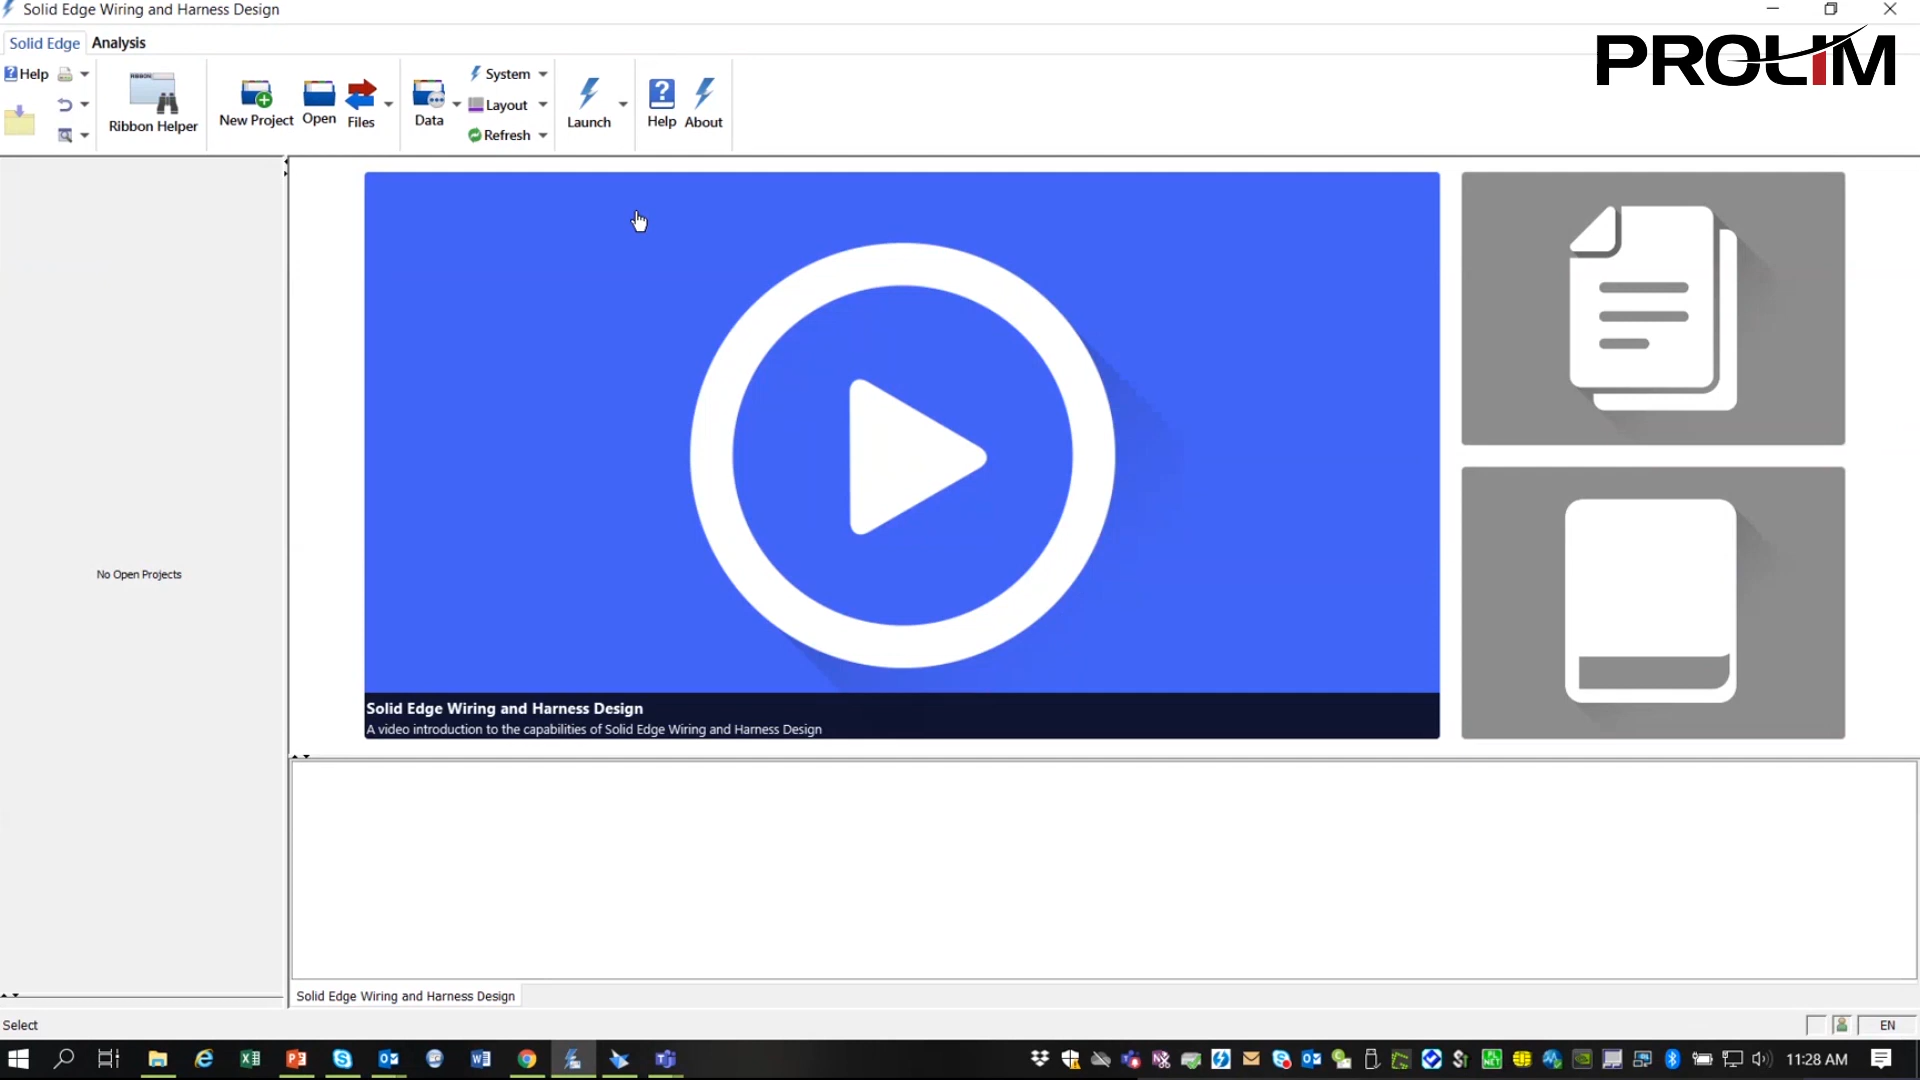 Solid Edge Wiring and Harness Design
Solid Edge Analysis
PROLIM
Help
Ribbon Helper
New Project
Open
Files
Data
System
Layout
Refresh
Launch
Help
About
No Open Projects
Solid Edge Wiring and Harness Design
A video introduction to the capabilities of Solid Edge Wiring and Harness Design
Solid Edge Wiring and Harness Design
Select
EN
11:28 AM